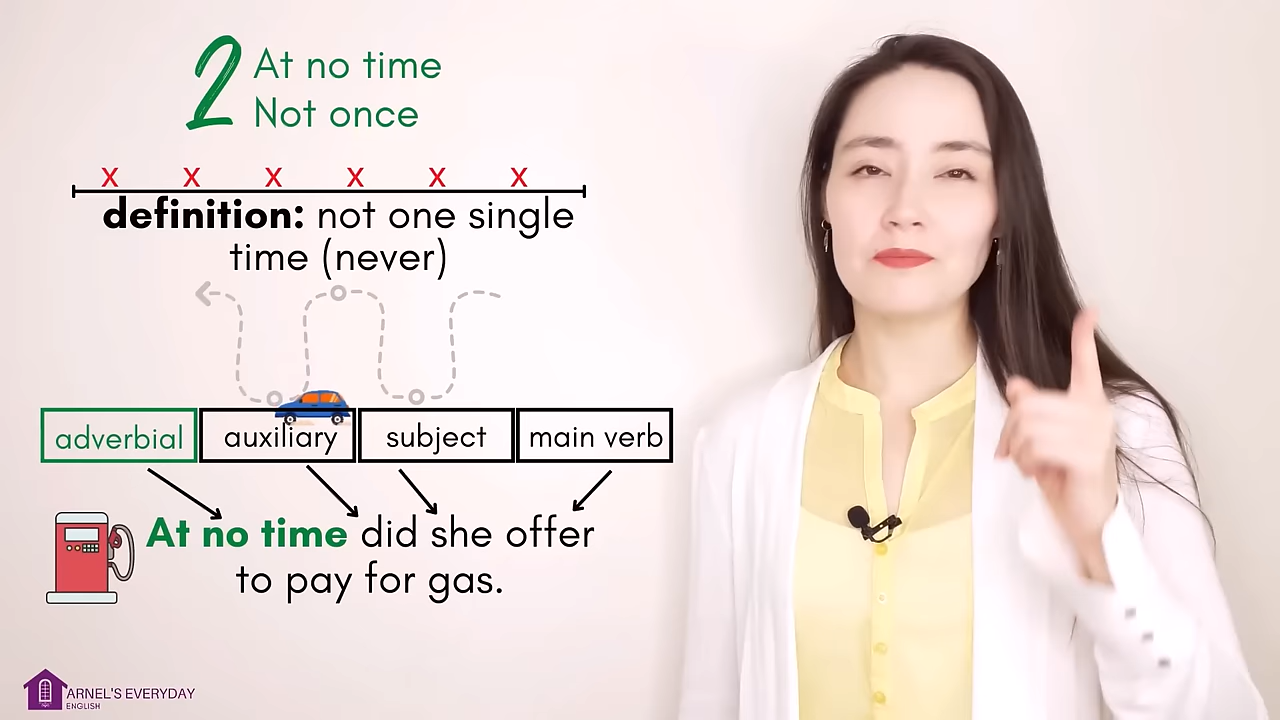 2 At no time
Not once
x x x x x x
definition: not one single
time (never)
adverbial auxiliary subject main verb
At no time did she offer
to pay for gas.
ARNEL'S EVERYDAY
ENGLISH